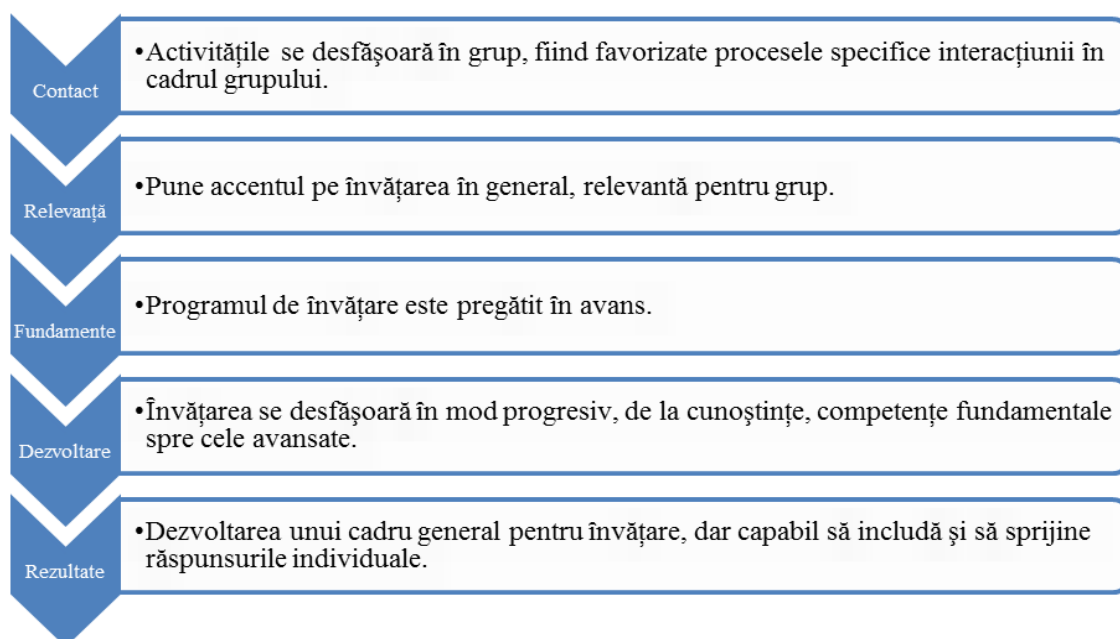 Contact
•Activitățile se desfăşoară în grup, fiind favorizate procesele specifice interacțiunii în
cadrul grupului.
Relevanță
•Pune accentul pe învățarea în general, relevantă pentru grup.
Fundamente
•Programul de învățare este pregătit în avans.
Dezvoltare
•Învățarea se desfăşoară în mod progresiv, de la cunoştințe, competențe fundamentale
spre cele avansate.
Rezultate
•Dezvoltarea unui cadru general pentru învățare, dar capabil să includă şi să sprijine
răspunsurile individuale.